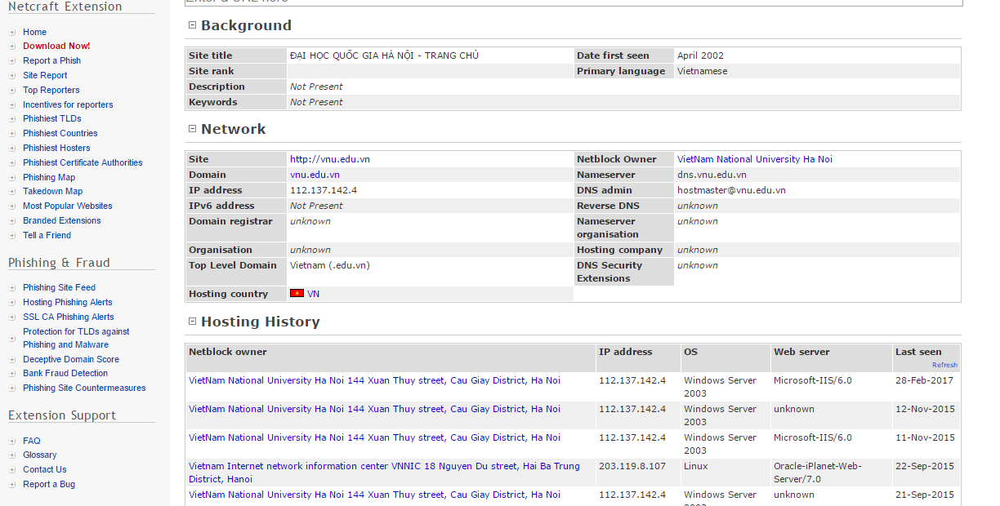 Netcraft Extension
Home
Download Now!
Report a Phish
Site Report
Top Reporters
Incentives for reporters
Phishiest TLDs
Phishiest Countries
Phishiest Hosters
Phishiest Certificate Authorities
Phishing Map
Takedown Map
Most Popular Websites
Branded Extensions
Tell a Friend
Phishing & Fraud
Phishing Site Feed
Hosting Phishing Alerts
SSL CA Phishing Alerts
Protection for TLDs against
Phishing and Malware
Deceptive Domain Score
Bank Fraud Detection
Phishing Site Countermeasures
Extension Support
FAQ
Glossary
Contact Us
Report a Bug
Enter a URL here
Background
Site title ĐẠI HỌC QUỐC GIA HÀ NỘI - TRANG CHỦ Date first seen April 2002
Site rank Primary language Vietnamese
Description Not Present
Keywords Not Present
Network
Site http://vnu.edu.vn Netblock Owner VietNam National University Ha Noi
Domain vnu.edu.vn Nameserver dns.vnu.edu.vn
IP address 112.137.142.4 DNS admin hostmaster@vnu.edu.vn
IPv6 address Not Present Reverse DNS unknown
Domain registrar unknown Nameserver unknown
organisation
Organisation unknown Hosting company unknown
Top Level Domain Vietnam (.edu.vn) DNS Security unknown
Extensions
Hosting country VN
Hosting History
Netblock owner IP address OS Web server Last seen
Refresh
VietNam National University Ha Noi 144 Xuan Thuy street, Cau Giay District, Ha Noi 112.137.142.4 Windows Server Microsoft-IIS/6.0 28-Feb-2017
2003
VietNam National University Ha Noi 144 Xuan Thuy street, Cau Giay District, Ha Noi 112.137.142.4 Windows Server unknown 12-Nov-2015
2003
VietNam National University Ha Noi 144 Xuan Thuy street, Cau Giay District, Ha Noi 112.137.142.4 Windows Server Microsoft-IIS/6.0 11-Nov-2015
2003
Vietnam Internet network information center VNNIC 18 Nguyen Du street, Hai Ba Trung 203.119.8.107 Linux Oracle-iPlanet-Web- 22-Sep-2015
District, Hanoi Server/7.0
VietNam National University Ha Noi 144 Xuan Thuy street, Cau Giay District, Ha Noi 112.137.142.4 Windows Server unknown 21-Sep-2015
2003